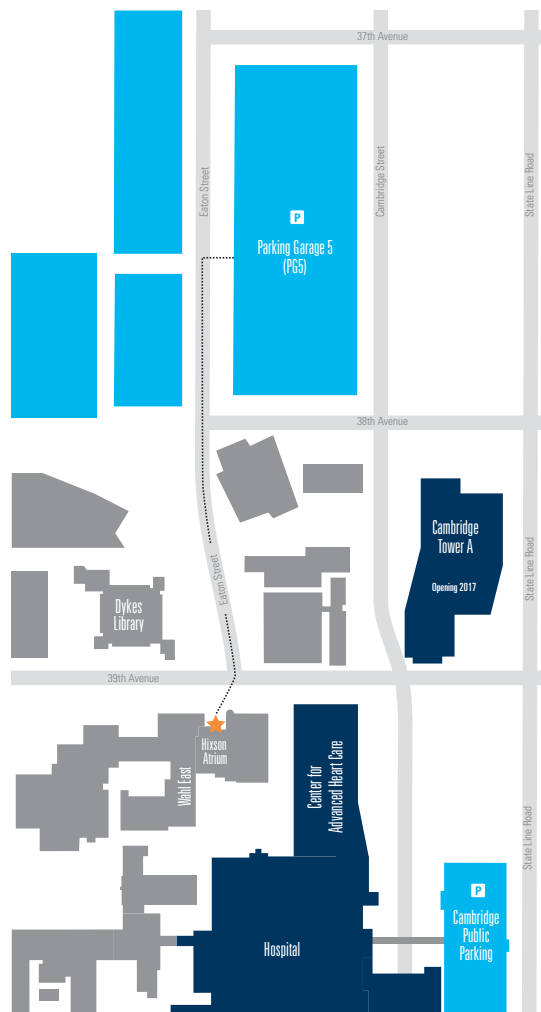 37th Avenue
Eaton Street
Cambridge Street
State Line Road
P
Parking Garage 5
(PG5)
38th Avenue
Cambridge
Tower A
Opening 2017
State Line Road
Eaton Street
Dykes
Library
39th Avenue
Hixson
Atrium
Wahl East
Center for
Advanced Heart Care
State Line Road
P
Cambridge
Public
Parking
Hospital